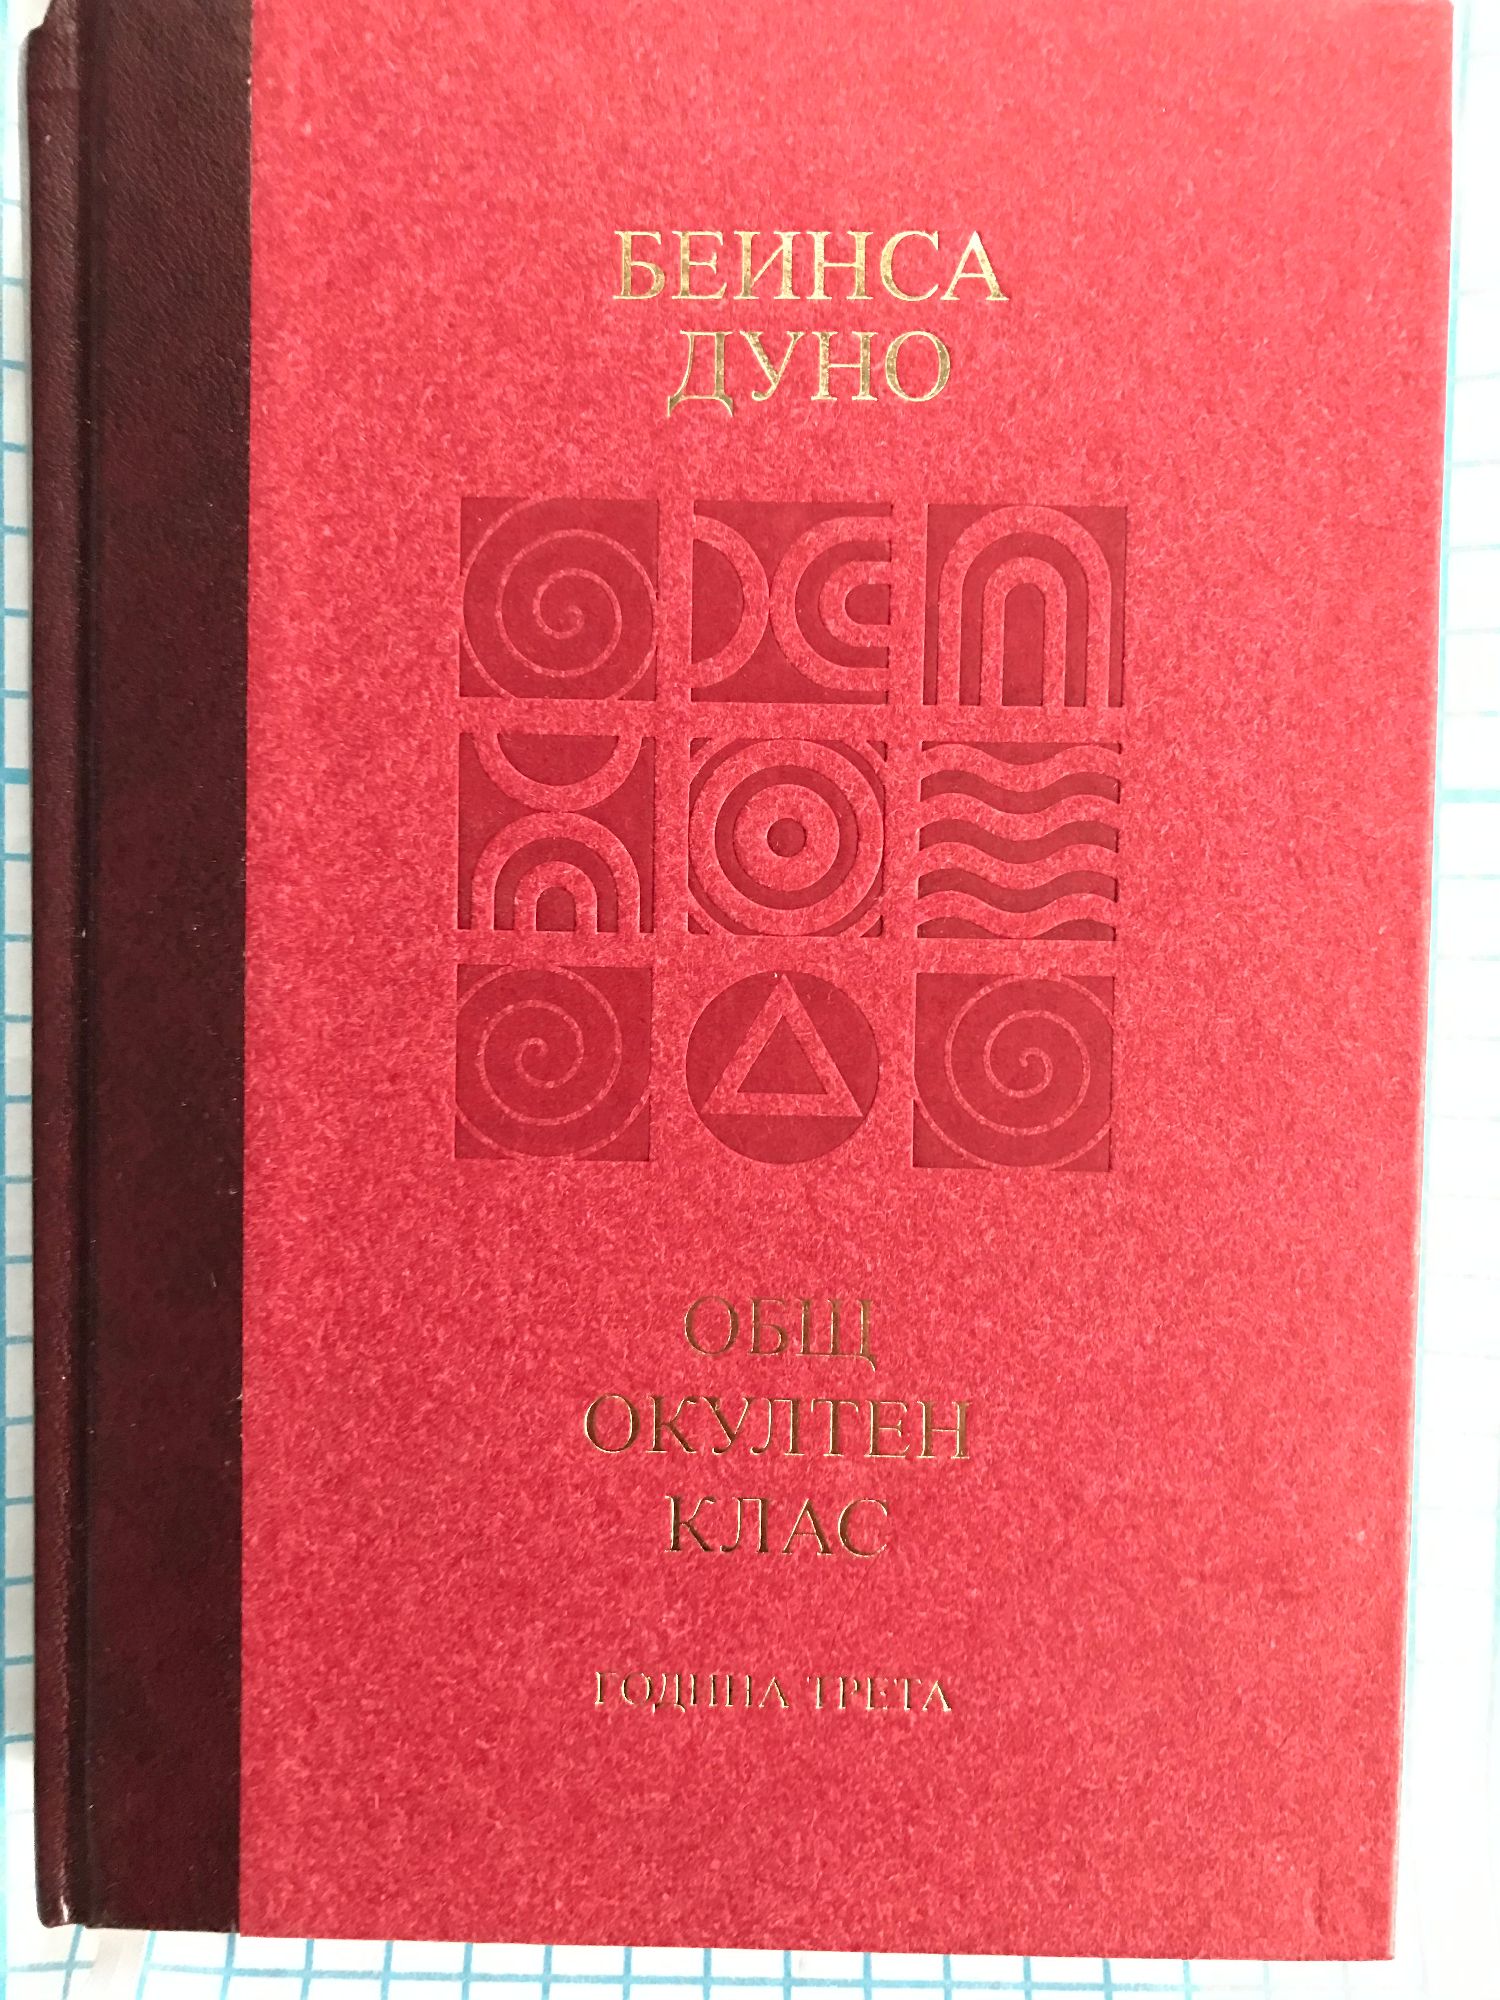 БЕИНСА
ДУНО
ОБЩ
ОКУЛТЕН
КЛАС
ГОДИНА ТРЕТА